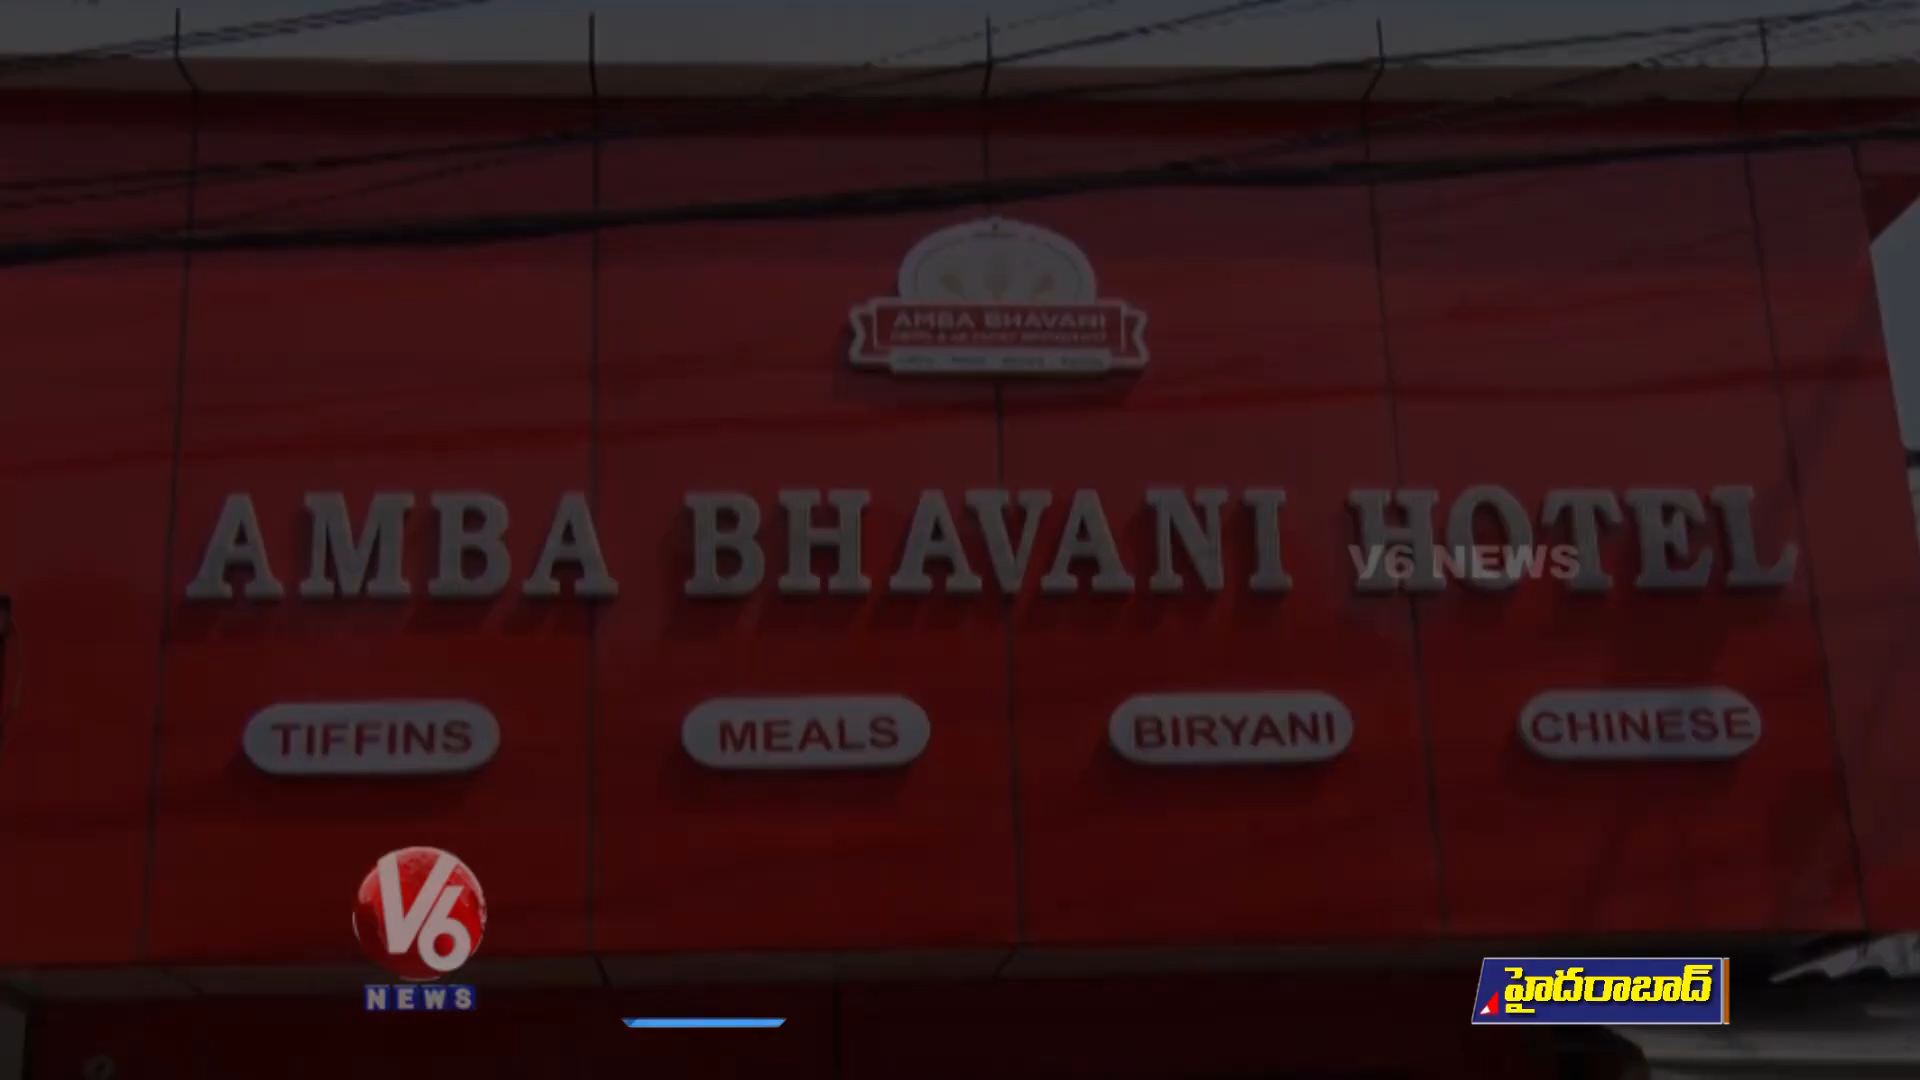 AMBA BHAVANI
AMBA BHAVANI HOTEL
V6 NEWS
TIFFINS MEALS BIRYANI CHINESE
V6
NEWS
హైదరాబాద్